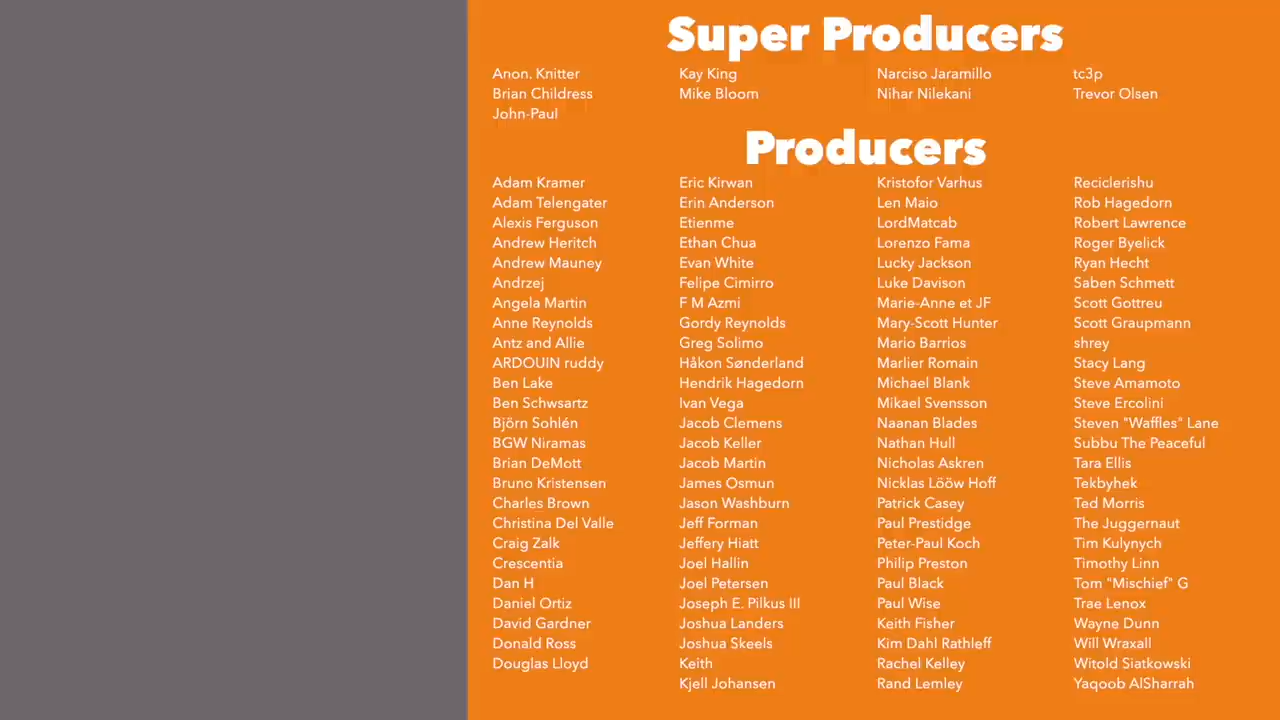 Super Producers
Anon. Knitter
Brian Childress
John-Paul
Kay King
Mike Bloom
Narciso Jaramillo
Nihar Nilekani
tc3p
Trevor Olsen
Producers
Adam Kramer
Adam Telengater
Alexis Ferguson
Andrew Heritch
Andrew Mauney
Andrzej
Angela Martin
Anne Reynolds
Antz and Allie
ARDOUIN ruddy
Ben Lake
Ben Schwsartz
Björn Sohlén
BGW Niramas
Brian DeMott
Bruno Kristensen
Charles Brown
Christina Del Valle
Craig Zalk
Crescentia
Dan H
Daniel Ortiz
David Gardner
Donald Ross
Douglas Lloyd
Eric Kirwan
Erin Anderson
Etienme
Ethan Chua
Evan White
Felipe Cimirro
F M Azmi
Gordy Reynolds
Greg Solimo
Håkon Sønderland
Hendrik Hagedorn
Ivan Vega
Jacob Clemens
Jacob Keller
Jacob Martin
James Osmun
Jason Washburn
Jeff Forman
Jeffery Hiatt
Joel Hallin
Joel Petersen
Joseph E. Pilkus III
Joshua Landers
Joshua Skeels
Keith
Kjell Johansen
Kristofor Varhus
Len Maio
LordMatcab
Lorenzo Fama
Lucky Jackson
Luke Davison
Marie-Anne et JF
Mary-Scott Hunter
Mario Barrios
Marlier Romain
Michael Blank
Mikael Svensson
Naanan Blades
Nathan Hull
Nicholas Askren
Nicklas Lööw Hoff
Patrick Casey
Paul Prestidge
Peter-Paul Koch
Philip Preston
Paul Black
Paul Wise
Keith Fisher
Kim Dahl Rathleff
Rachel Kelley
Rand Lemley
Reciclerishu
Rob Hagedorn
Robert Lawrence
Roger Byelick
Ryan Hecht
Saben Schmett
Scott Gottreu
Scott Graupmann
shrey
Stacy Lang
Steve Amamoto
Steve Ercolini
Steven "Waffles" Lane
Subbu The Peaceful
Tara Ellis
Tekbyhek
Ted Morris
The Juggernaut
Tim Kulynych
Timothy Linn
Tom "Mischief" G
Trae Lenox
Wayne Dunn
Will Wraxall
Witold Siatkowski
Yaqoob AlSharrah